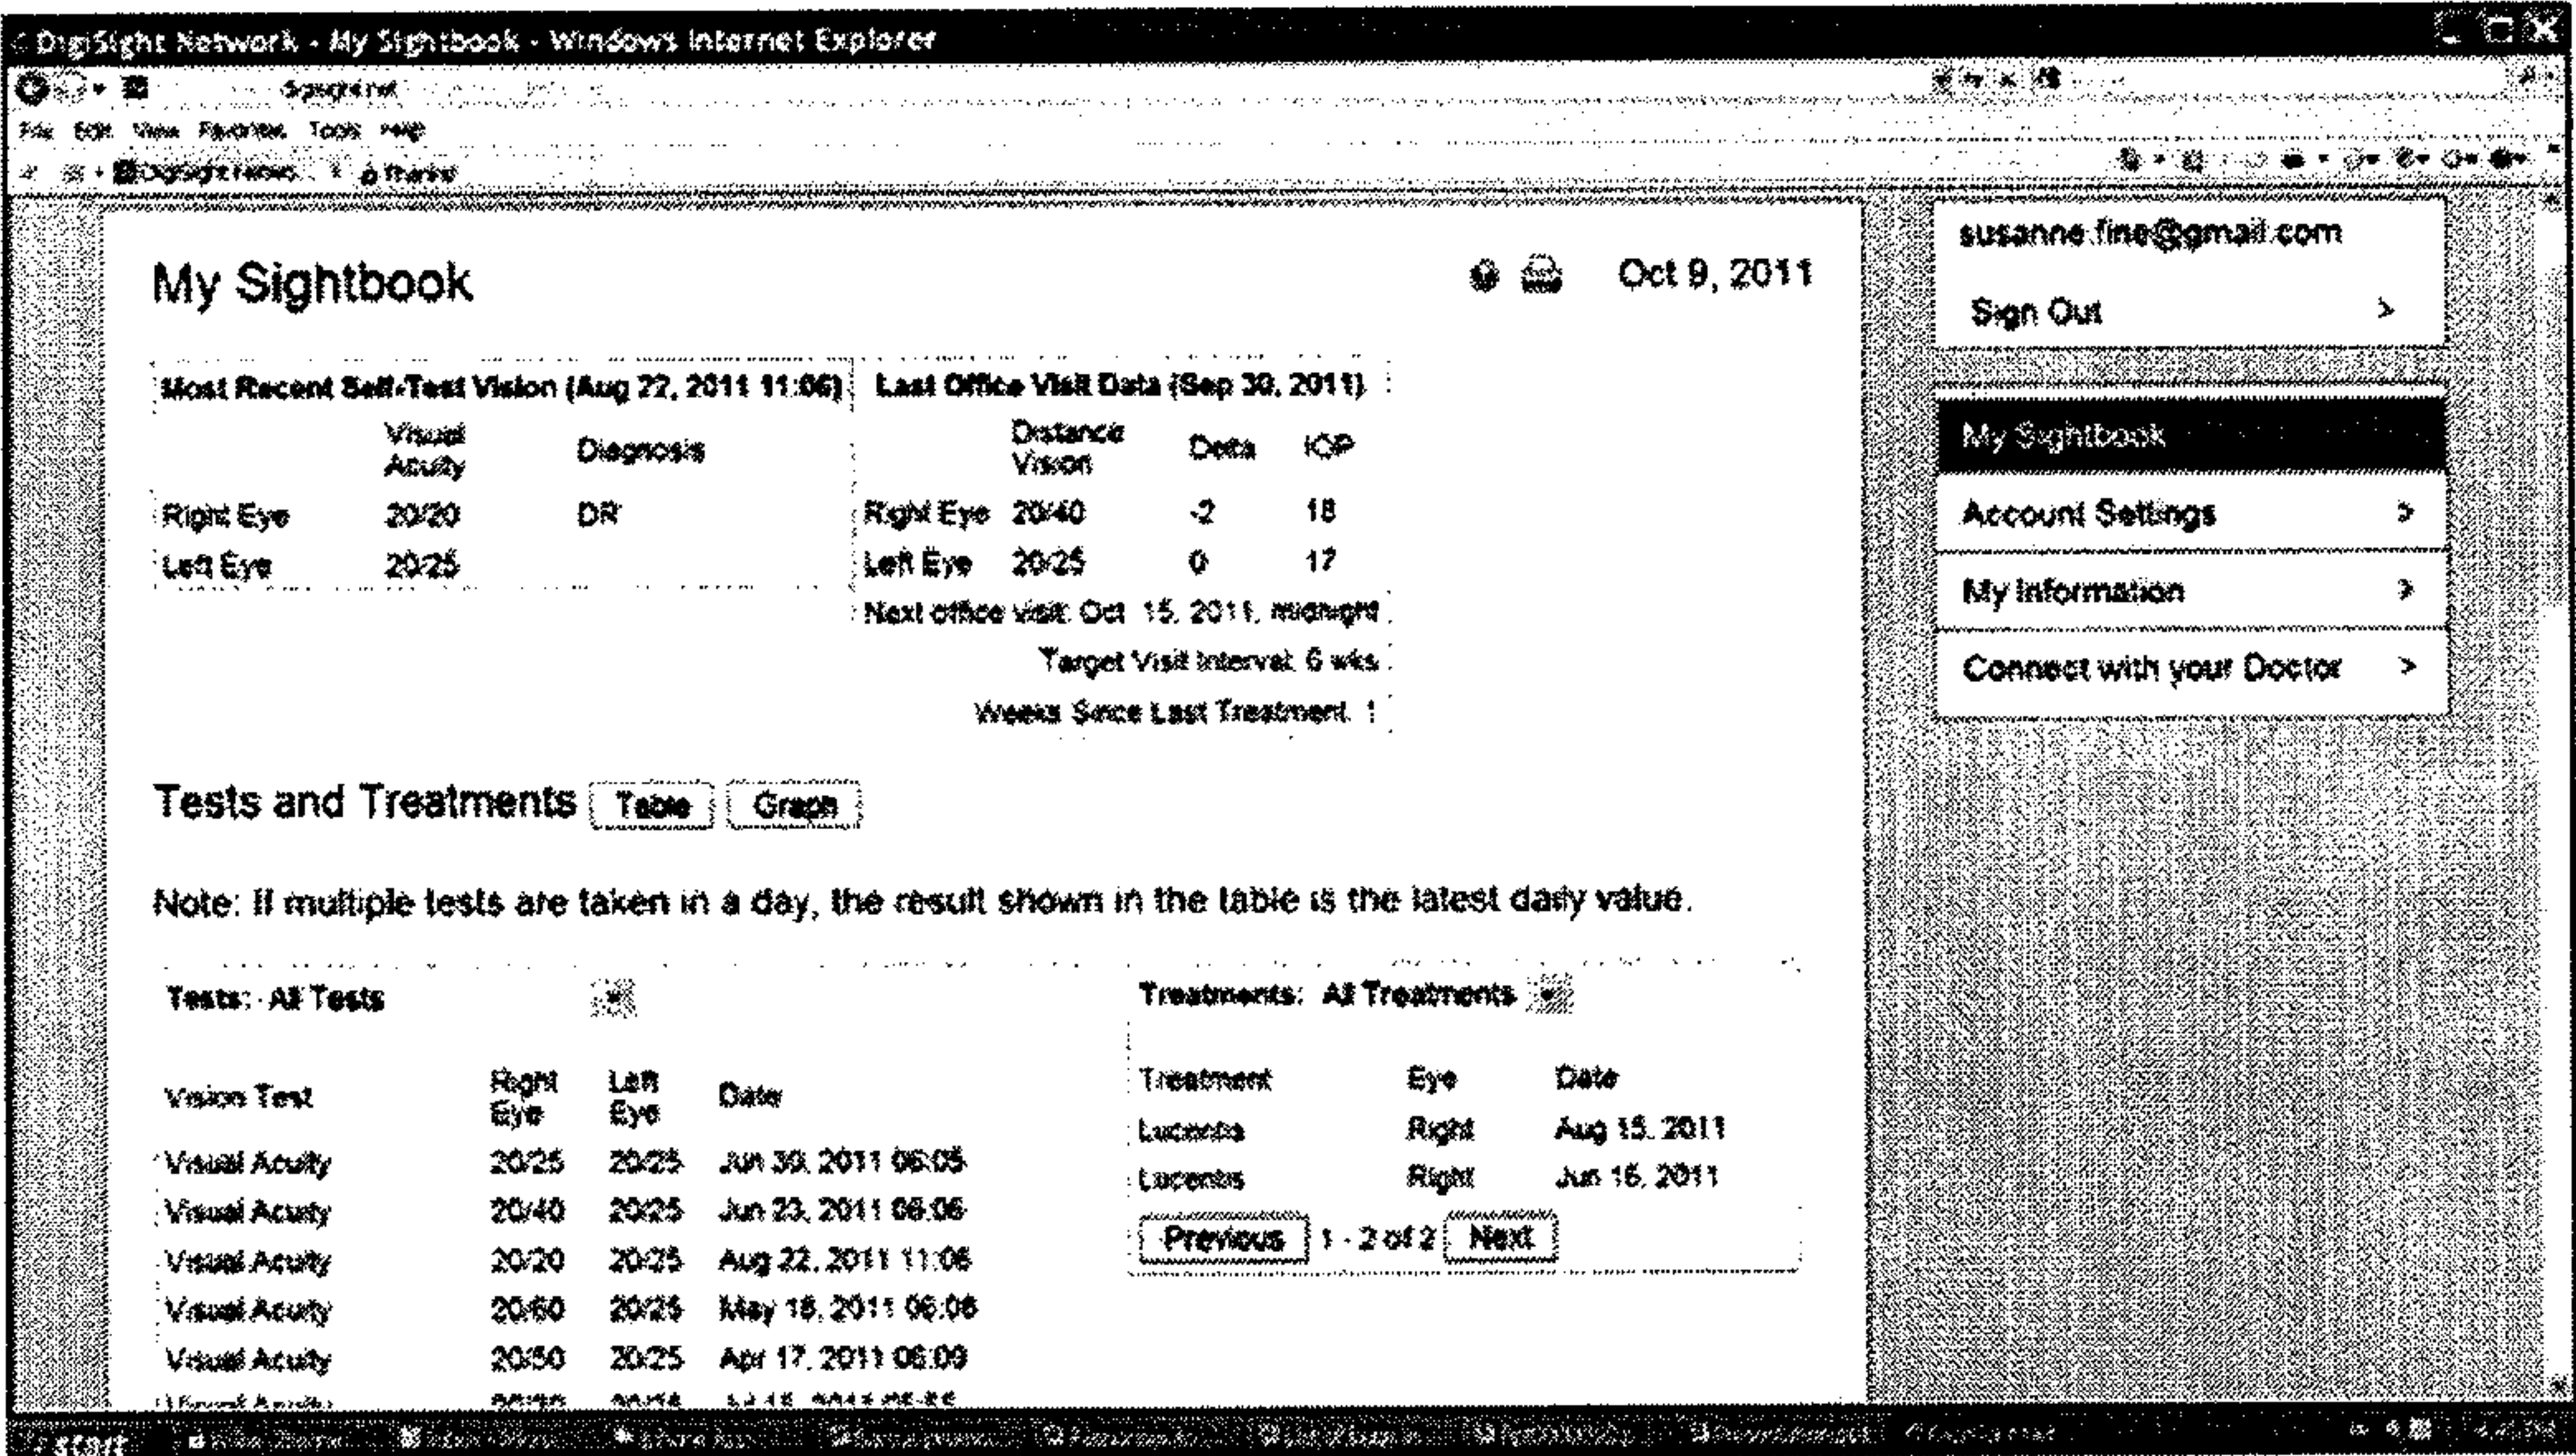 DigiSight Network - My Sightbook - Windows Internet Explorer
File Edit View Favorites Tools Help
My Sightbook
Oct 9, 2011
susanne.fine@gmail.com
Sign Out >
Most Recent Self-Test Vision (Aug 22, 2011 11:06)
Visual Acuity Diagnosis
Right Eye 20/20 DR
Left Eye 20/25
Last Office Visit Data (Sep 30, 2011)
Distance Vision Delta IOP
Right Eye 20/40 -2 18
Left Eye 20/25 0 17
Next office visit: Oct 15, 2011, midnight
Target Visit Interval: 6 wks
Weeks Since Last Treatment: 1
My Sightbook
Account Settings >
My Information >
Connect with your Doctor >
Tests and Treatments Table Graph
Note: If multiple tests are taken in a day, the result shown in the table is the latest daily value.
Tests: All Tests
Vision Test Right Eye Left Eye Date
Visual Acuity 20/25 20/25 Jun 30, 2011 06:05
Visual Acuity 20/40 20/25 Jun 23, 2011 06:06
Visual Acuity 20/20 20/25 Aug 22, 2011 11:06
Visual Acuity 20/60 20/25 May 18, 2011 06:06
Visual Acuity 20/50 20/25 Apr 17, 2011 06:09
Visual Acuity
Treatments: All Treatments
Treatment Eye Date
Lucentis Right Aug 15, 2011
Lucentis Right Jun 16, 2011
Previous 1 - 2 of 2 Next
start